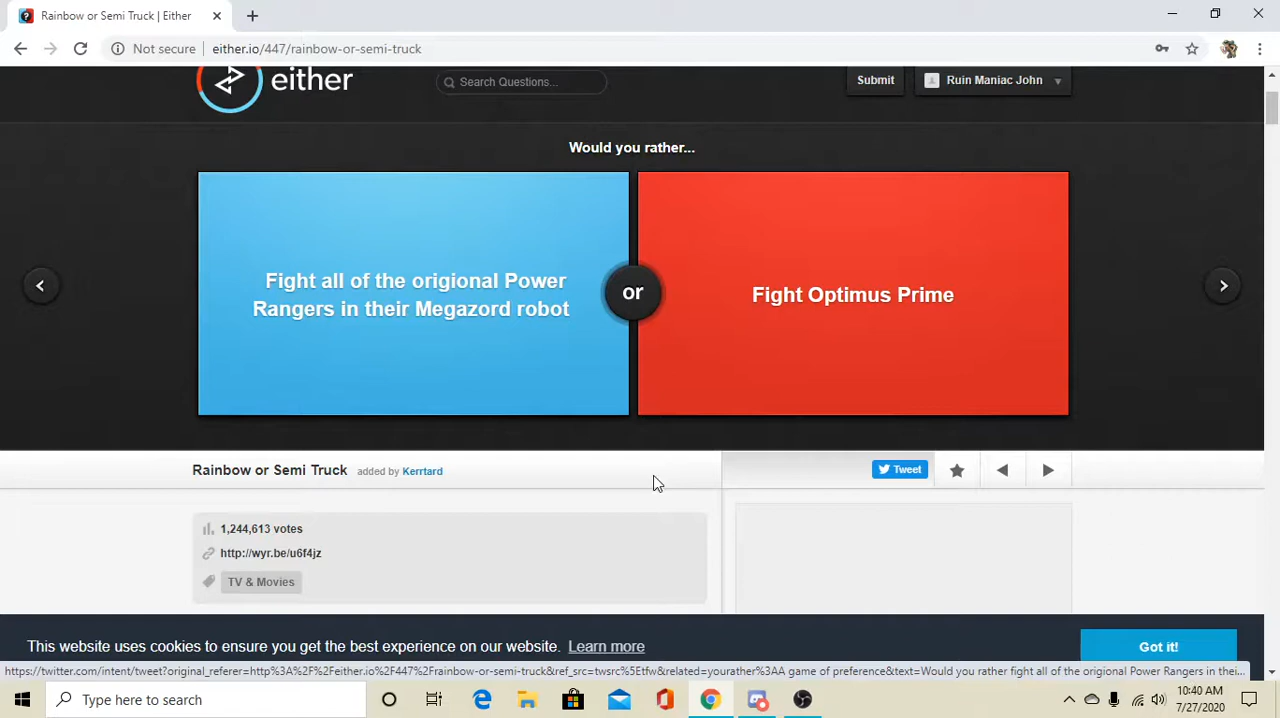 Rainbow or Semi Truck | Either
Not secure | either.io/447/rainbow-or-semi-truck
either
Search Questions...
Submit
Ruin Maniac John
Would you rather...
Fight all of the origional Power
Rangers in their Megazord robot
or
Fight Optimus Prime
Rainbow or Semi Truck added by Kerrtard
Tweet
1,244,613 votes
http://wyr.be/u6f4jz
TV & Movies
This website uses cookies to ensure you get the best experience on our website. Learn more
Got it!
https://twitter.com/intent/tweet?original_referer=http%3A%2F%2Feither.io%2F447%2Frainbow-or-semi-truck&ref_src=twsrc%5Etfw&related=yourather%3AA game of preference&text=Would you rather fight all of the original Power Rangers in thei...
Type here to search
10:40 AM
7/27/2020